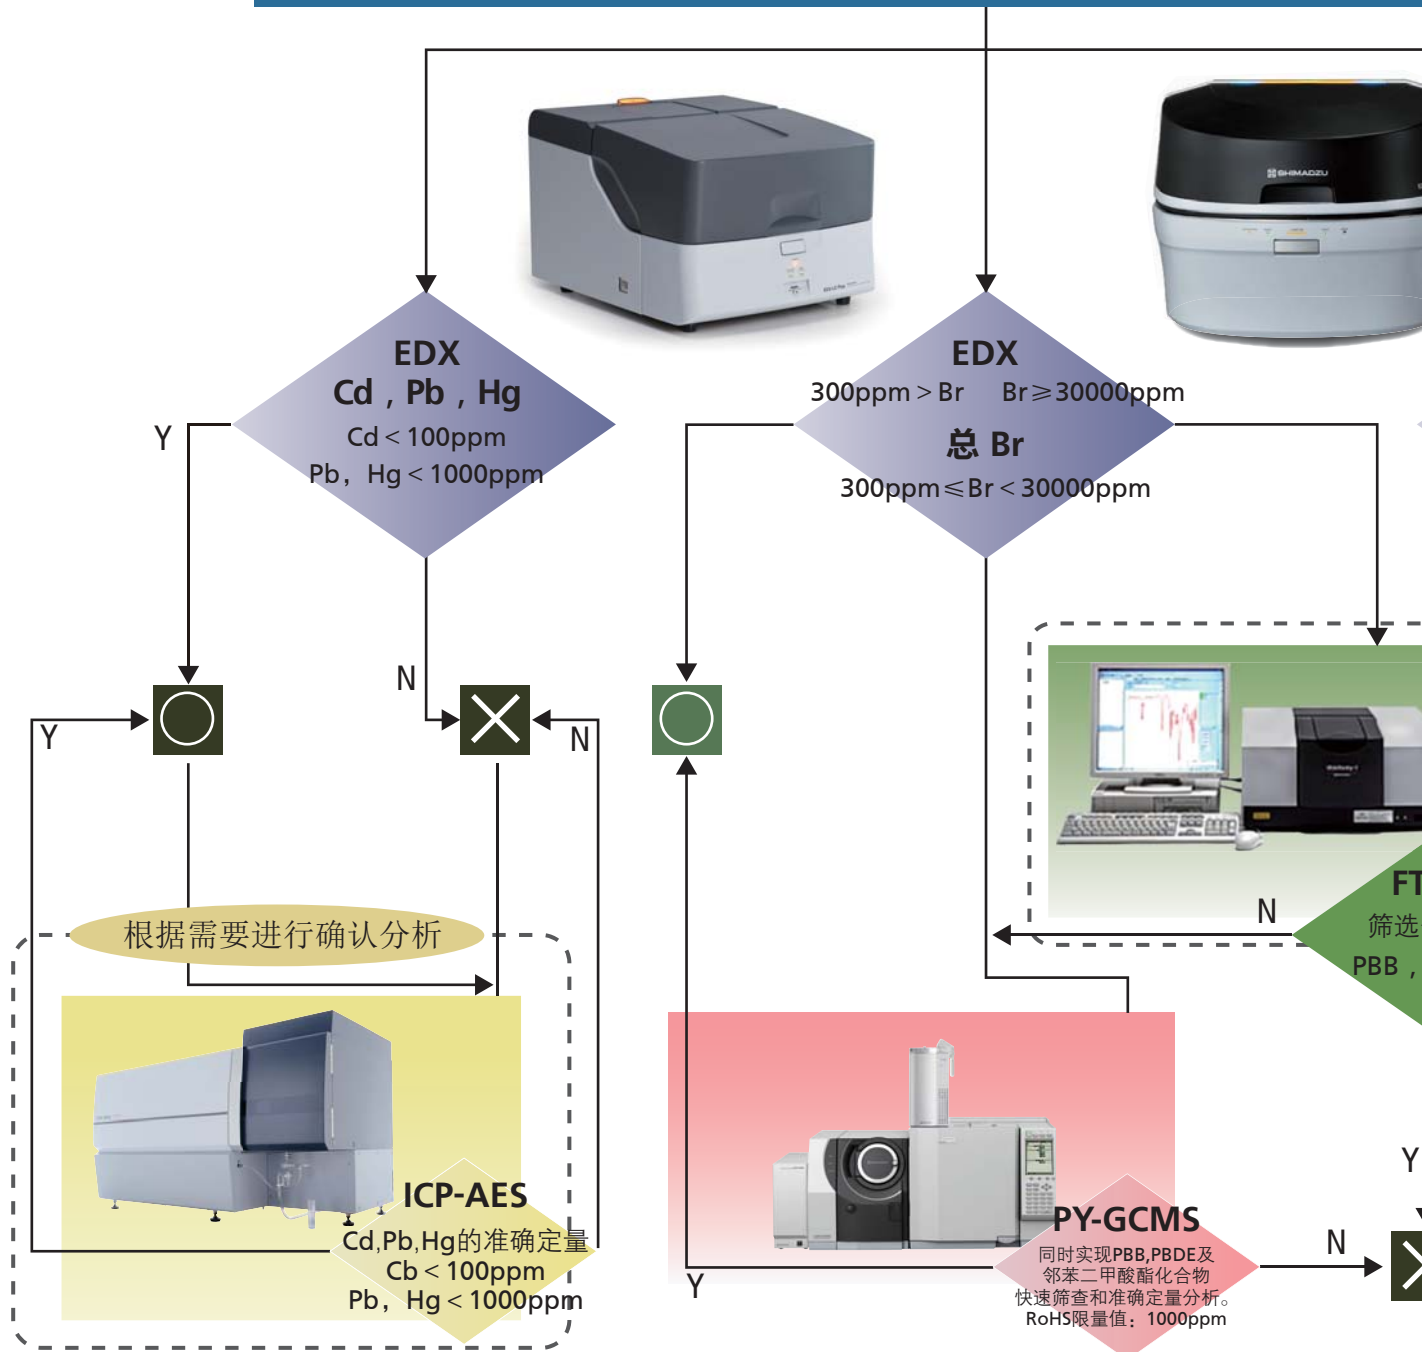 SHIMADZU
EDX
Cd , Pb , Hg
Cd < 100ppm
Pb, Hg < 1000ppm
Y
N
EDX
300ppm > Br Br ≥ 30000ppm
总 Br
300ppm ≤ Br < 30000ppm
Y
N
根据需要进行确认分析
ICP-AES
Cd,Pb,Hg的准确定量
Cb < 100ppm
Pb, Hg < 1000ppm
N
FT
筛选
PBB ,
PY-GCMS
同时实现PBB,PBDE及
邻苯二甲酸酯化合物
快速筛查和准确定量分析。
RoHS限量值：1000ppm
Y
N
Y